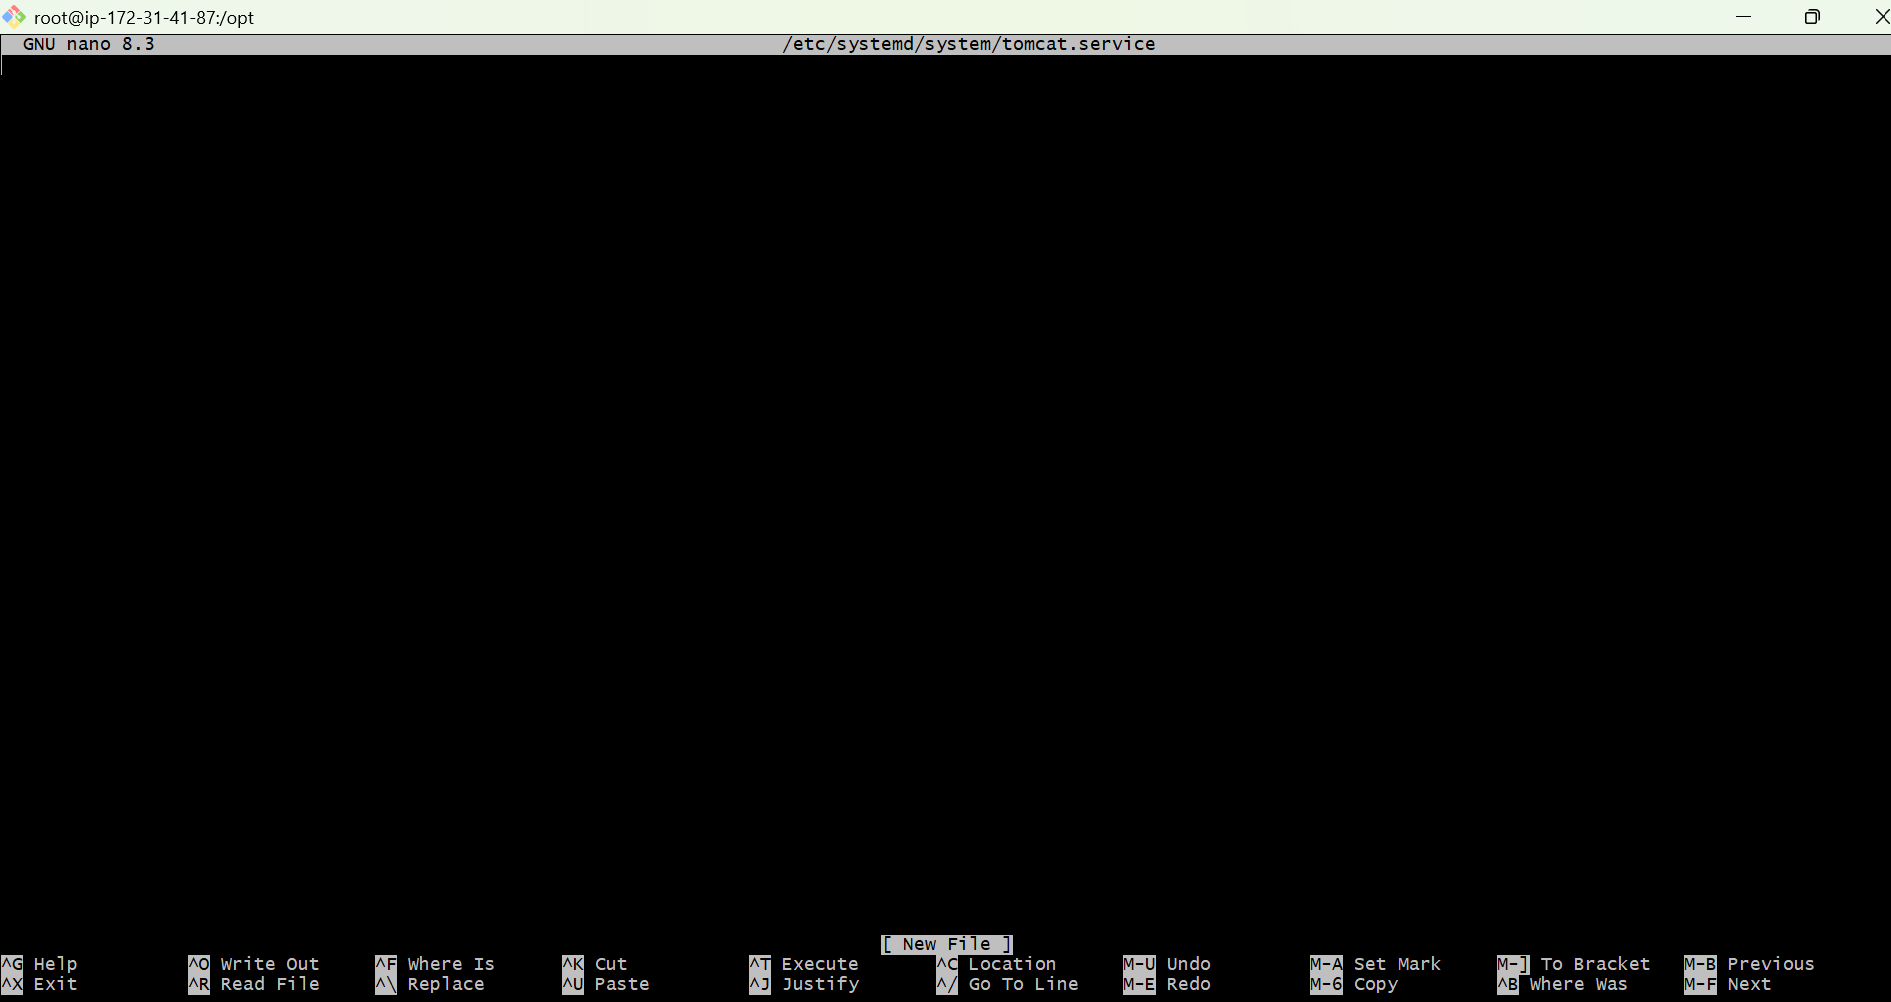 root@ip-172-31-41-87:/opt
GNU nano 8.3 /etc/systemd/system/tomcat.service
[ New File ]
^G Help ^O Write Out ^F Where Is ^K Cut ^T Execute ^C Location M-U Undo M-A Set Mark M-] To Bracket M-B Previous
^X Exit ^R Read File ^\ Replace ^U Paste ^J Justify ^/ Go To Line M-E Redo M-6 Copy ^B Where Was M-F Next